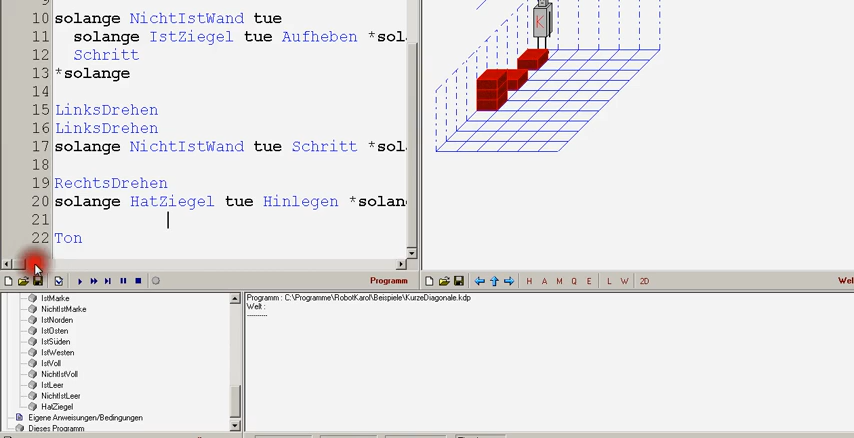 9
10 solange NichtIstWand tue
11 solange IstZiegel tue Aufheben *sola
12 Schritt
13 *solange
14
15 LinksDrehen
16 LinksDrehen
17 solange NichtIstWand tue Schritt *sol
18
19 RechtsDrehen
20 solange HatZiegel tue Hinlegen *solan
21
22 Ton
K
Programm
H A M Q E L W 2D Wel
IstMarke
NichtIstMarke
IstNorden
IstOsten
IstSüden
IstWesten
IstVoll
NichtIstVoll
IstLeer
NichtIstLeer
HatZiegel
Eigene Anweisungen/Bedingungen
Dieses Programm
Programm : C:\Programme\RobotKarol\Beispiele\KurzeDiagonale.kdp
Welt :
----------